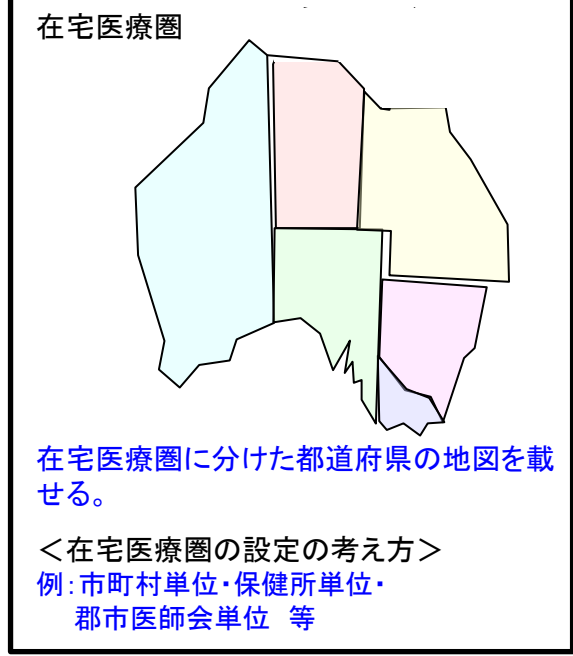 在宅医療圏
在宅医療圏に分けた都道府県の地図を載
せる。
＜在宅医療圏の設定の考え方＞
例：市町村単位・保健所単位・
郡市医師会単位　等